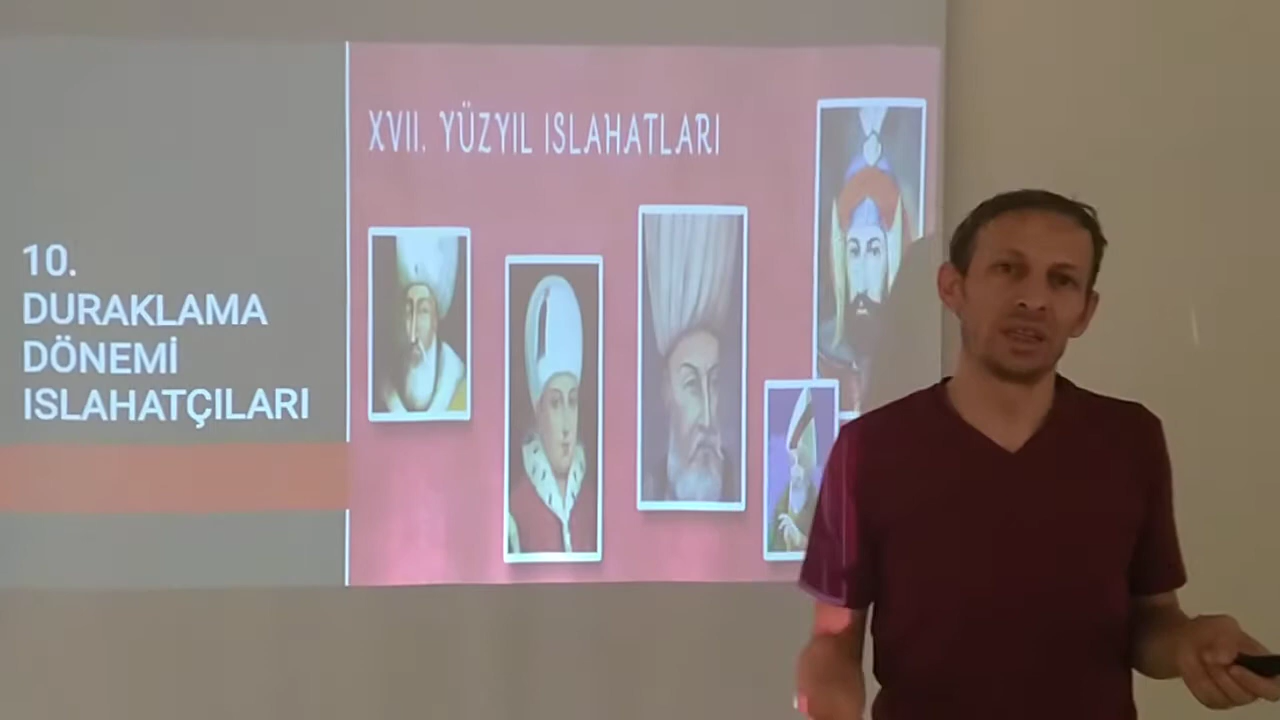 10.
DURAKLAMA
DÖNEMİ
ISLAHATÇILARI
XVII. YÜZYIL ISLAHATLARI